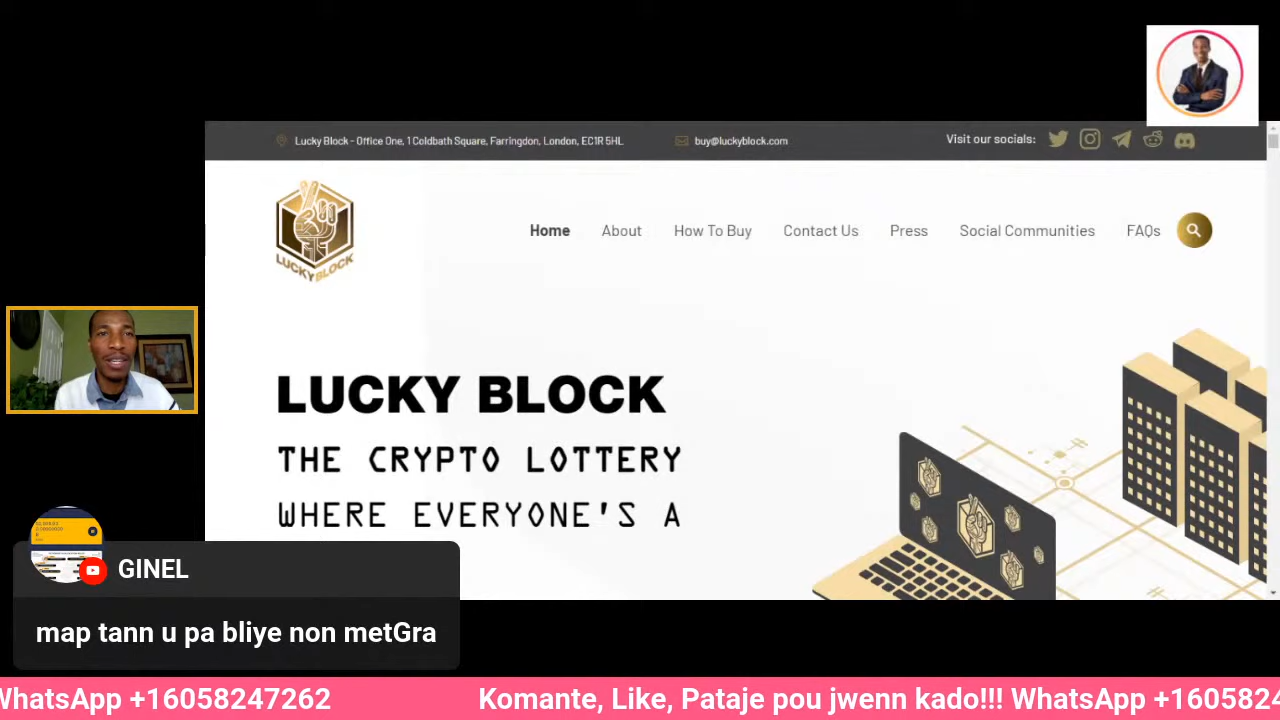 Lucky Block - Office One, 1 Coldbath Square, Farringdon, London, EC1R 5HL
buy@luckyblock.com
Visit our socials:
LUCKYBLOCK
Home
About
How To Buy
Contact Us
Press
Social Communities
FAQs
LUCKY BLOCK
THE CRYPTO LOTTERY
WHERE EVERYONE'S A
GINEL
map tann u pa bliye non metGra
WhatsApp +16058247262 Komante, Like, Pataje pou jwenn kado!!! WhatsApp +1605824